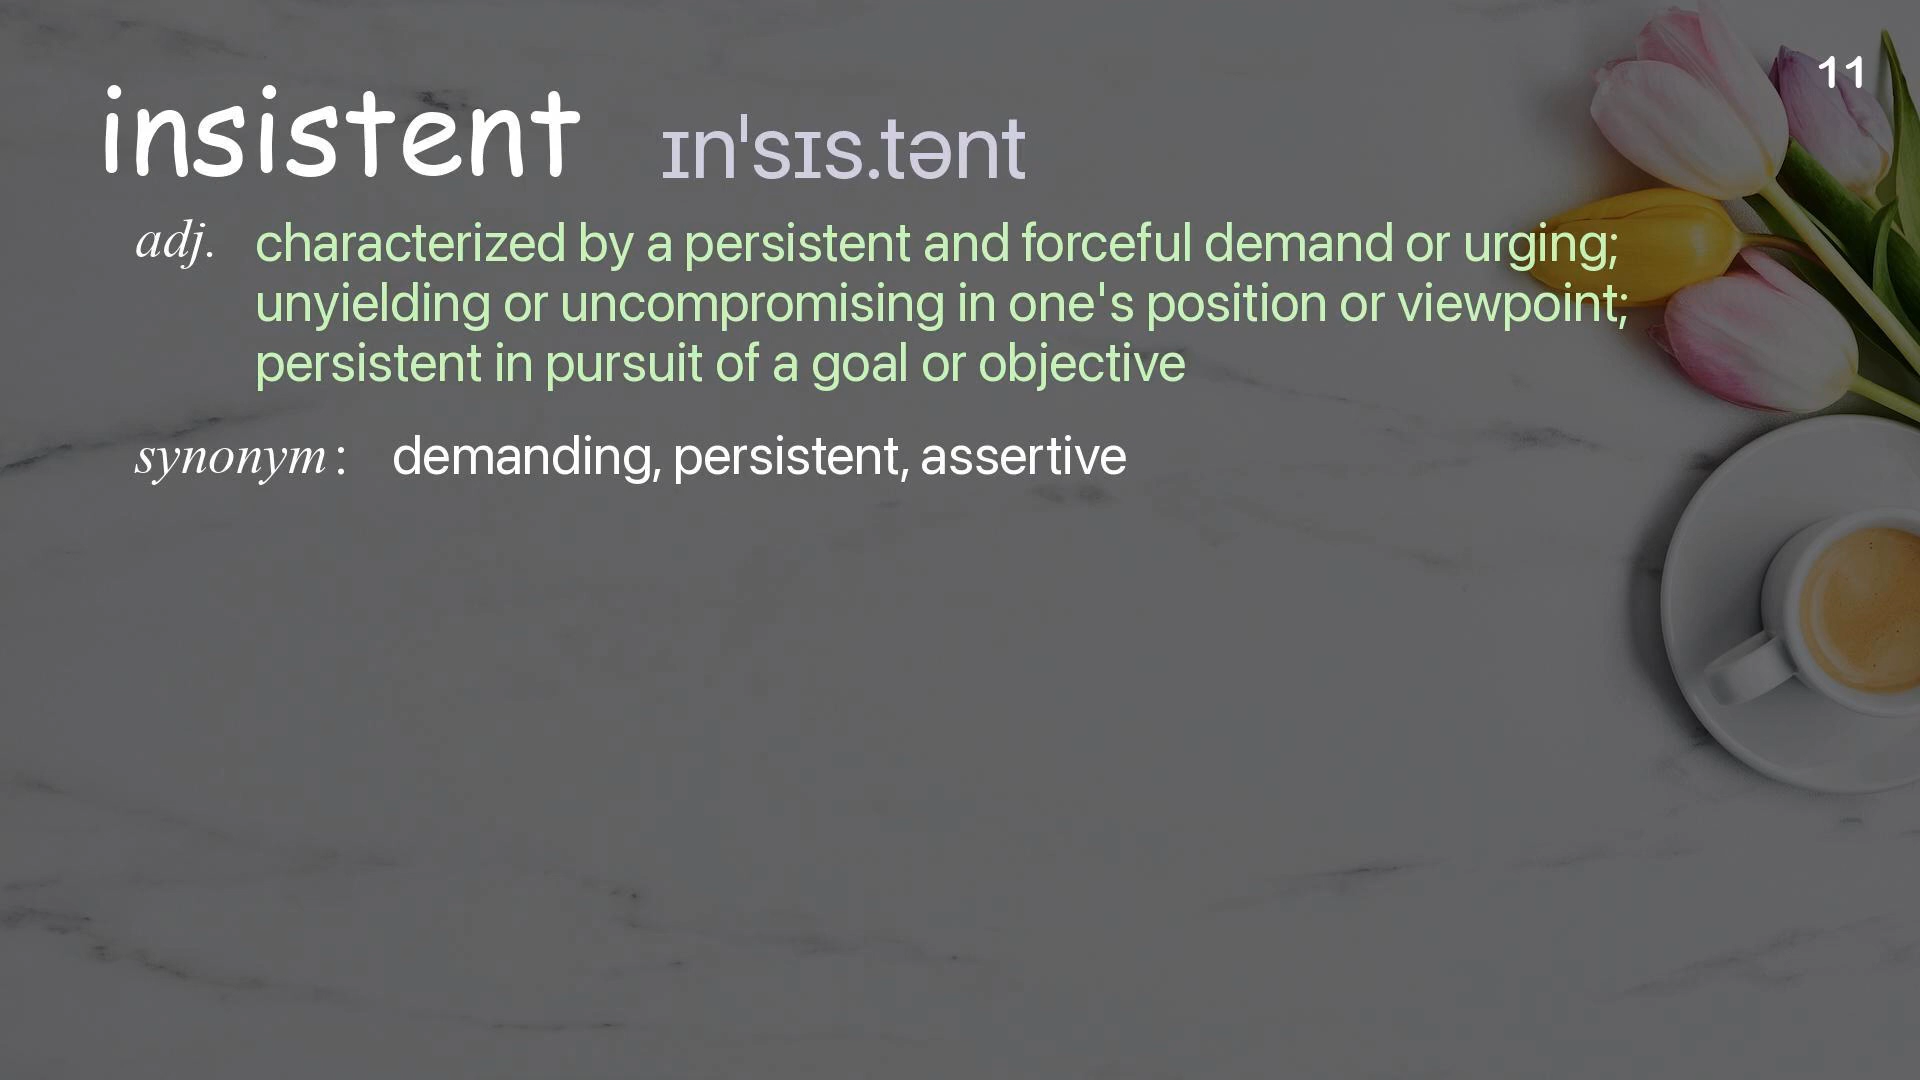 11
insistent ɪnˈsɪs.tənt
adj. characterized by a persistent and forceful demand or urging;
unyielding or uncompromising in one's position or viewpoint;
persistent in pursuit of a goal or objective
synonym : demanding, persistent, assertive